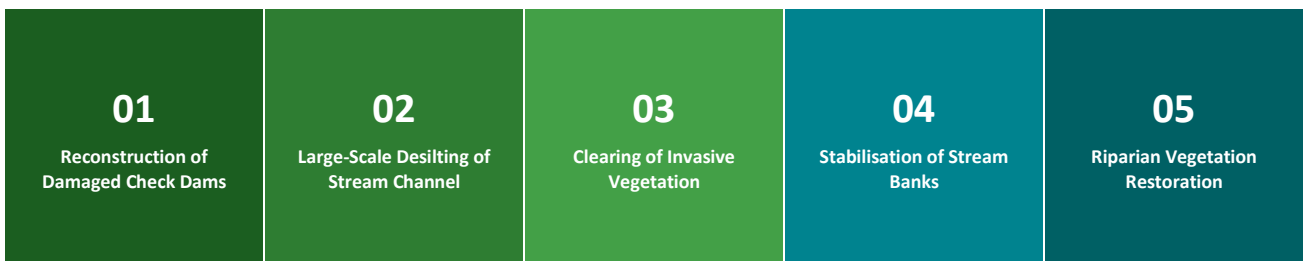 01
Reconstruction of
Damaged Check Dams
02
Large-Scale Desilting of
Stream Channel
03
Clearing of Invasive
Vegetation
04
Stabilisation of Stream
Banks
05
Riparian Vegetation
Restoration